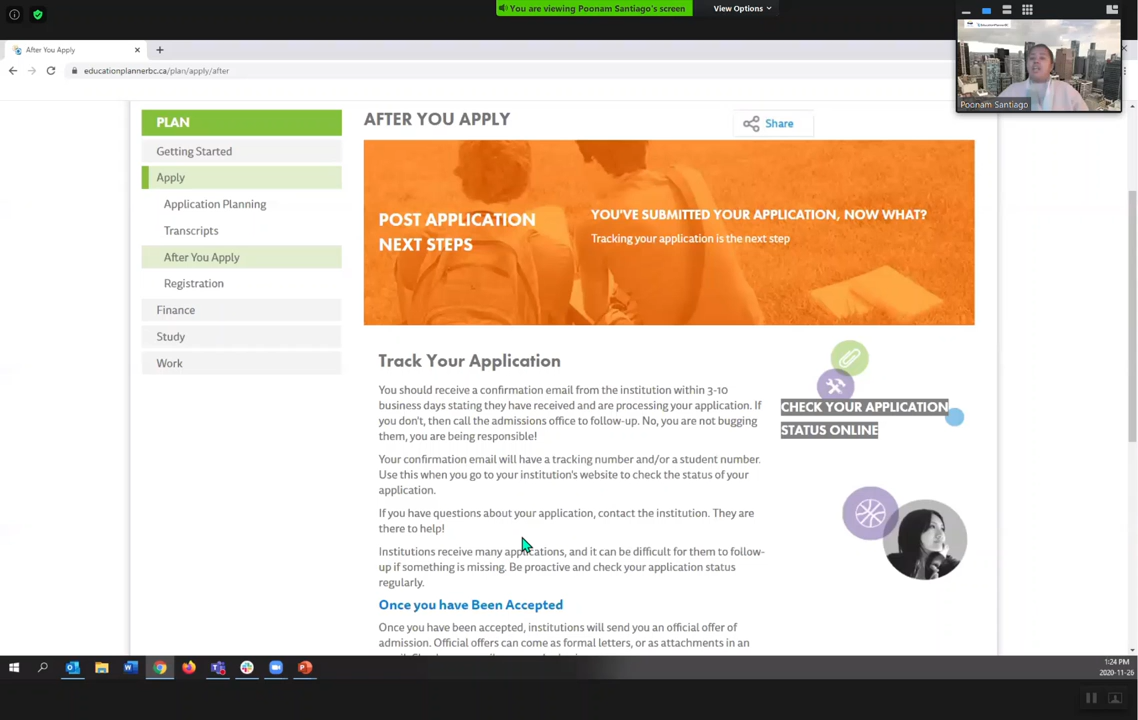 You are viewing Poonam Santiago's screen
View Options
After You Apply
educationplannerbc.ca/plan/apply/after
Poonam Santiago
PLAN
Getting Started
Apply
Application Planning
Transcripts
After You Apply
Registration
Finance
Study
Work
AFTER YOU APPLY
Share
POST APPLICATION
NEXT STEPS
YOU'VE SUBMITTED YOUR APPLICATION, NOW WHAT?
Tracking your application is the next step
Track Your Application
You should receive a confirmation email from the institution within 3-10
business days stating they have received and are processing your application. If
you don't, then call the admissions office to follow-up. No, you are not bugging
them, you are being responsible!
Your confirmation email will have a tracking number and/or a student number.
Use this when you go to your institution's website to check the status of your
application.
If you have questions about your application, contact the institution. They are
there to help!
Institutions receive many applications, and it can be difficult for them to follow-
up if something is missing. Be proactive and check your application status
regularly.
Once you have Been Accepted
Once you have been accepted, institutions will send you an official offer of
admission. Official offers can come as formal letters, or as attachments in an
CHECK YOUR APPLICATION
STATUS ONLINE
1:24 PM
2020-11-26